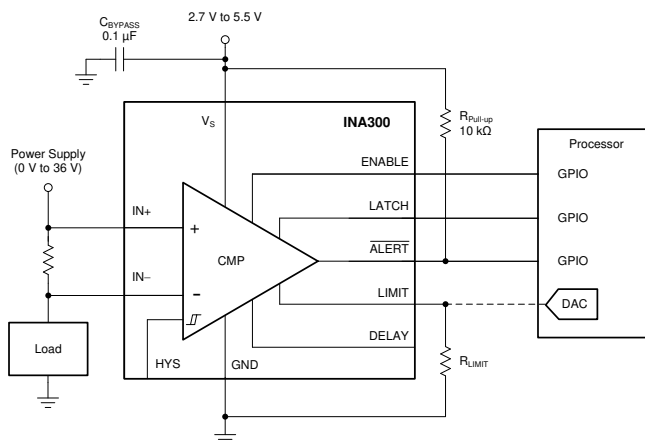 2.7 V to 5.5 V
CBYPASS
0.1 µF
RPull-up
10 kΩ
VS
INA300
Processor
Power Supply
(0 V to 36 V)
ENABLE
GPIO
IN+
LATCH
GPIO
+
CMP
ALERT
GPIO
IN−
−
LIMIT
DAC
Load
DELAY
HYS
GND
RLIMIT